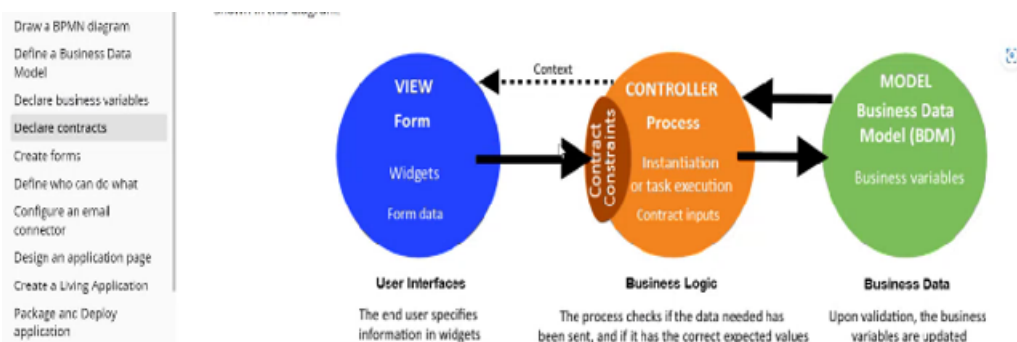 Draw a BPMN diagram
Define a Business Data
Model
Declare business variables
Declare contracts
Create forms
Define who can do what
Configure an email
connector
Design an application page
Create a Living Application
Package and Deploy
application
Context
VIEW
Form
Widgets
Form data
Contract
Constraints
CONTROLLER
Process
Instantiation
or task execution
Contract inputs
MODEL
Business Data
Model (BDM)
Business variables
User Interfaces
The end user specifies
information in widgets
Business Logic
The process checks if the data needed has
been sent, and if it has the correct expected values
Business Data
Upon validation, the business
variables are updated